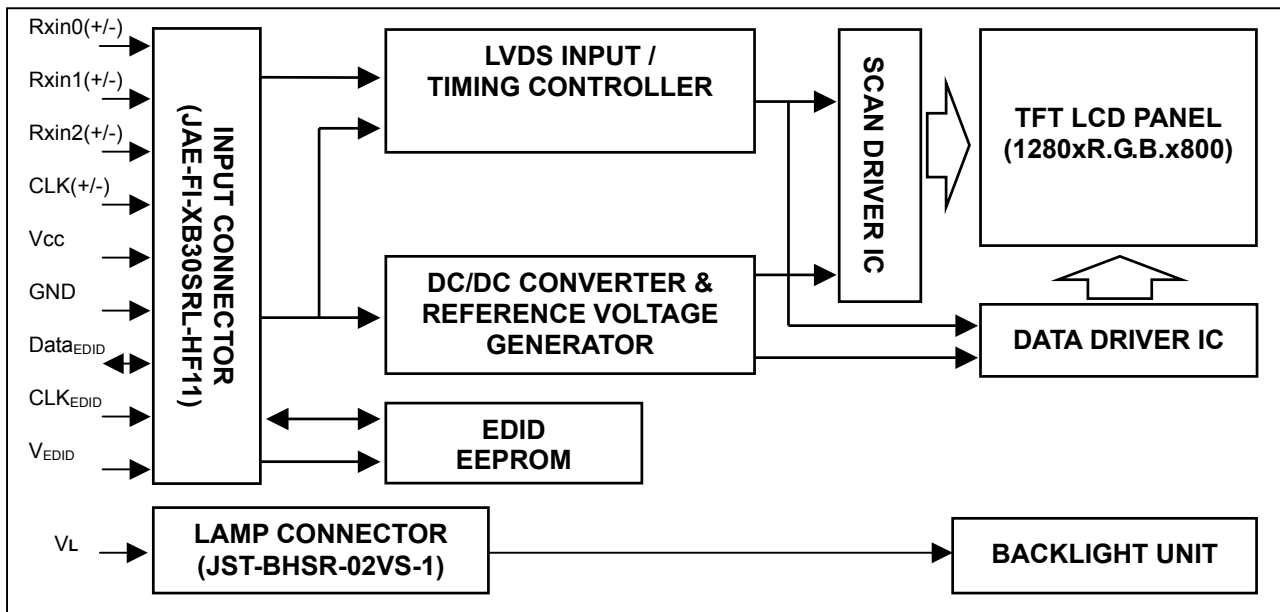 Rxin0(+/-)
Rxin1(+/-)
Rxin2(+/-)
CLK(+/-)
Vcc
GND
DataEDID
CLKEDID
VEDID
VL
INPUT CONNECTOR
(JAE-FI-XB30SRL-HF11)
LVDS INPUT /
TIMING CONTROLLER
DC/DC CONVERTER &
REFERENCE VOLTAGE
GENERATOR
EDID
EEPROM
LAMP CONNECTOR
(JST-BHSR-02VS-1)
SCAN DRIVER IC
TFT LCD PANEL
(1280xR.G.B.x800)
DATA DRIVER IC
BACKLIGHT UNIT